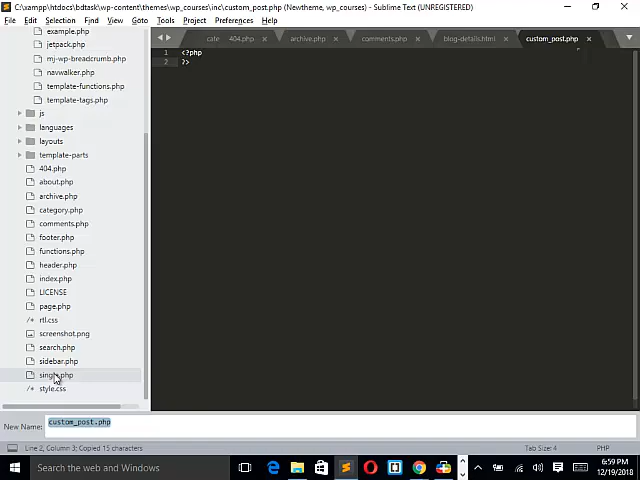 C:\xampp\htdocs\bdtask\wp-content\themes\wp_courses\inc\custom_post.php (Newtheme, wp_courses) - Sublime Text (UNREGISTERED)
File Edit Selection Find View Goto Tools Project Preferences Help
cate 404.php archive.php comments.php blog-details.html custom_post.php
example.php
jetpack.php
mj-wp-breadcrumb.php
navwalker.php
template-functions.php
template-tags.php
js
languages
layouts
template-parts
404.php
about.php
archive.php
category.php
comments.php
footer.php
functions.php
header.php
index.php
LICENSE
page.php
rtl.css
screenshot.png
search.php
sidebar.php
single.php
style.css
1 <?php
2 ?>
New Name: custom_post.php
Line 2, Column 3; Copied 15 characters Tab Size: 4 PHP
Search the web and Windows
6:59 PM
12/19/2018